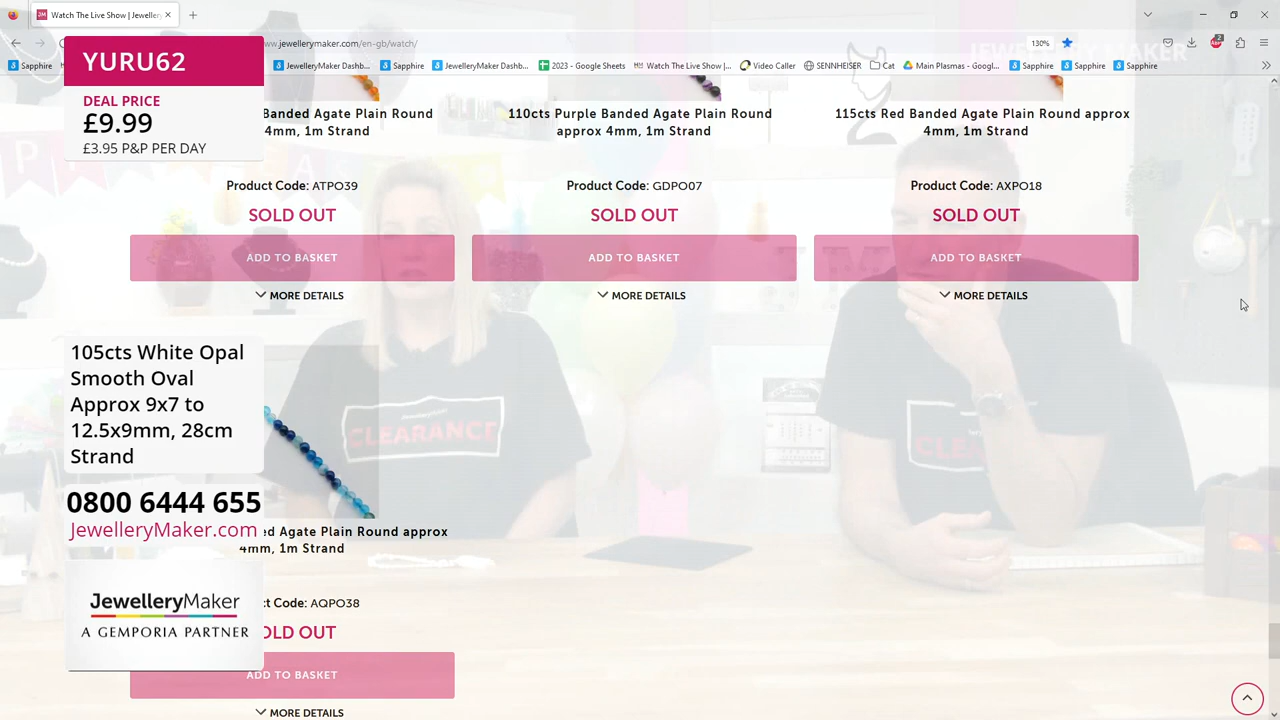 Watch The Live Show | Jeweller
ww.jewellerymaker.com/en-gb/watch/
130%
JEWELLERY MAKER
Sapphire
JewelleryMaker Dashb...
Sapphire
JewelleryMaker Dashb...
2023 - Google Sheets
Watch The Live Show |...
Video Caller
SENNHEISER
Cat
Main Plasmas - Googl...
Sapphire
Sapphire
Sapphire
YURU62
DEAL PRICE
£9.99
£3.95 P&P PER DAY
Banded Agate Plain Round
4mm, 1m Strand
110cts Purple Banded Agate Plain Round
approx 4mm, 1m Strand
115cts Red Banded Agate Plain Round approx
4mm, 1m Strand
Product Code: ATPO39
Product Code: GDPO07
Product Code: AXPO18
SOLD OUT
SOLD OUT
SOLD OUT
ADD TO BASKET
ADD TO BASKET
ADD TO BASKET
MORE DETAILS
MORE DETAILS
MORE DETAILS
105cts White Opal
Smooth Oval
Approx 9x7 to
12.5x9mm, 28cm
Strand
CLEARANCE
0800 6444 655
JewelleryMaker.com
ed Agate Plain Round approx
4mm, 1m Strand
JewelleryMaker
A GEMPORIA PARTNER
ct Code: AQPO38
OLD OUT
ADD TO BASKET
MORE DETAILS